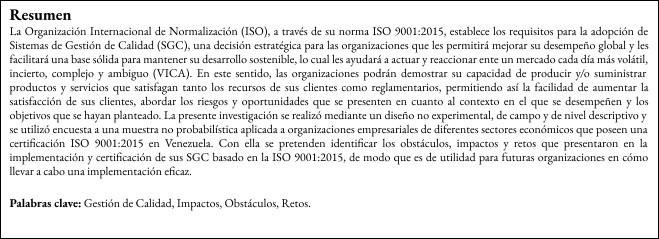 Resumen
La Organización Internacional de Normalización (ISO), a través de su norma ISO 9001:2015, establece los requisitos para la adopción de
Sistemas de Gestión de Calidad (SGC), una decisión estratégica para las organizaciones que les permitirá mejorar su desempeño global y les
facilitará una base sólida para mantener su desarrollo sostenible, lo cual les ayudará a actuar y reaccionar ente un mercado cada día más volátil,
incierto, complejo y ambiguo (VICA). En este sentido, las organizaciones podrán demostrar su capacidad de producir y/o suministrar
productos y servicios que satisfagan tanto los recursos de sus clientes como reglamentarios, permitiendo así la facilidad de aumentar la
satisfacción de sus clientes, abordar los riesgos y oportunidades que se presenten en cuanto al contexto en el que se desempeñen y los
objetivos que se hayan planteado. La presente investigación se realizó mediante un diseño no experimental, de campo y de nivel descriptivo y
se utilizó encuesta a una muestra no probabilística aplicada a organizaciones empresariales de diferentes sectores económicos que poseen una
certificación ISO 9001:2015 en Venezuela. Con ella se pretenden identificar los obstáculos, impactos y retos que presentaron en la
implementación y certificación de sus SGC basado en la ISO 9001:2015, de modo que es de utilidad para futuras organizaciones en cómo
llevar a cabo una implementación eficaz.
Palabras clave: Gestión de Calidad, Impactos, Obstáculos, Retos.